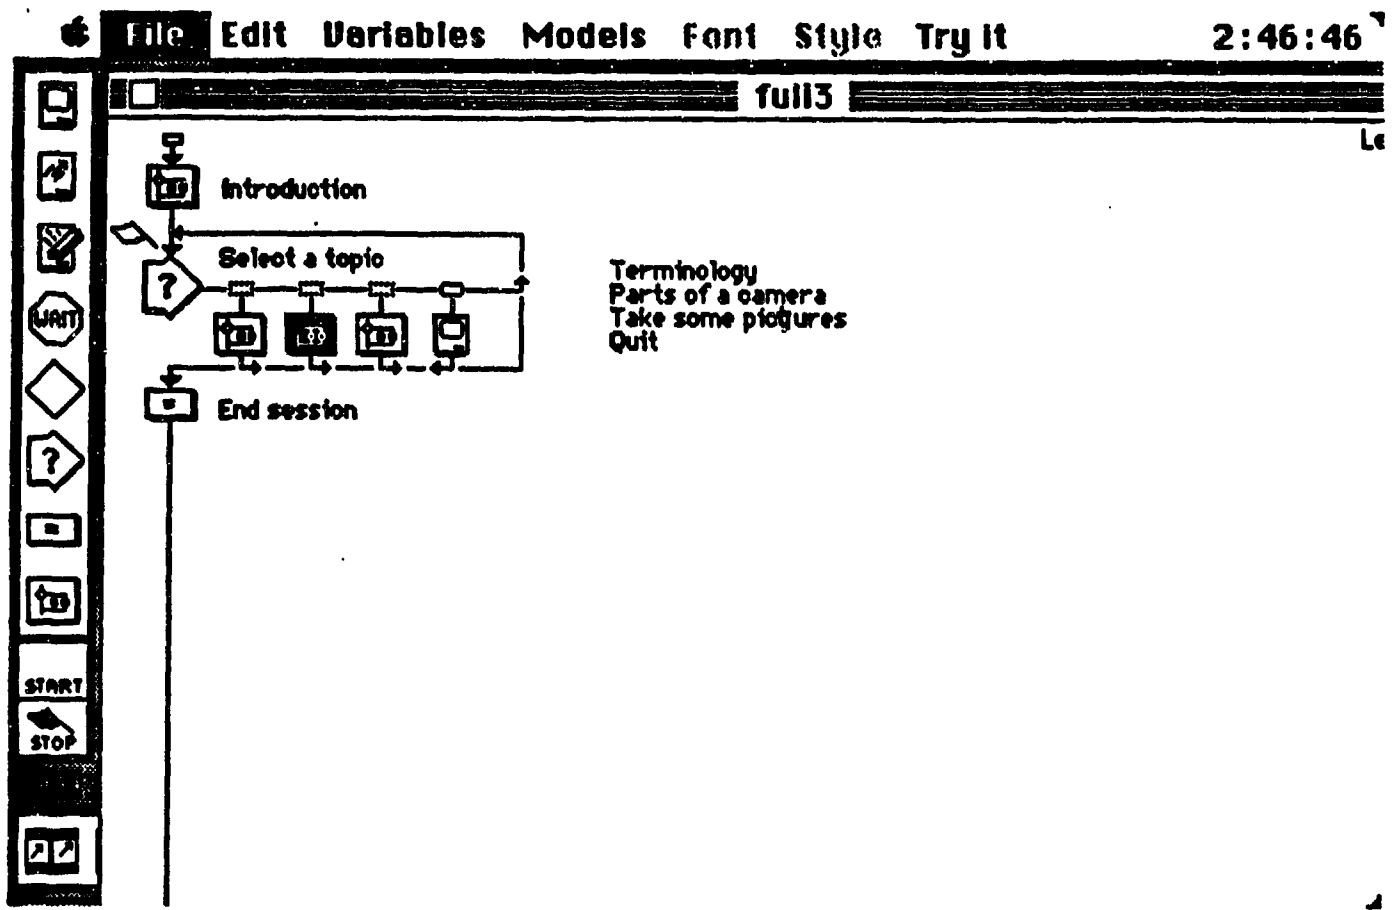 File Edit Variables Models Font Style Try It 2:46:46
full3
Le
Introduction
Select a topic
?
Terminology
Parts of a camera
Take some pictures
Quit
WAIT
=
End session
?
=
START
STOP